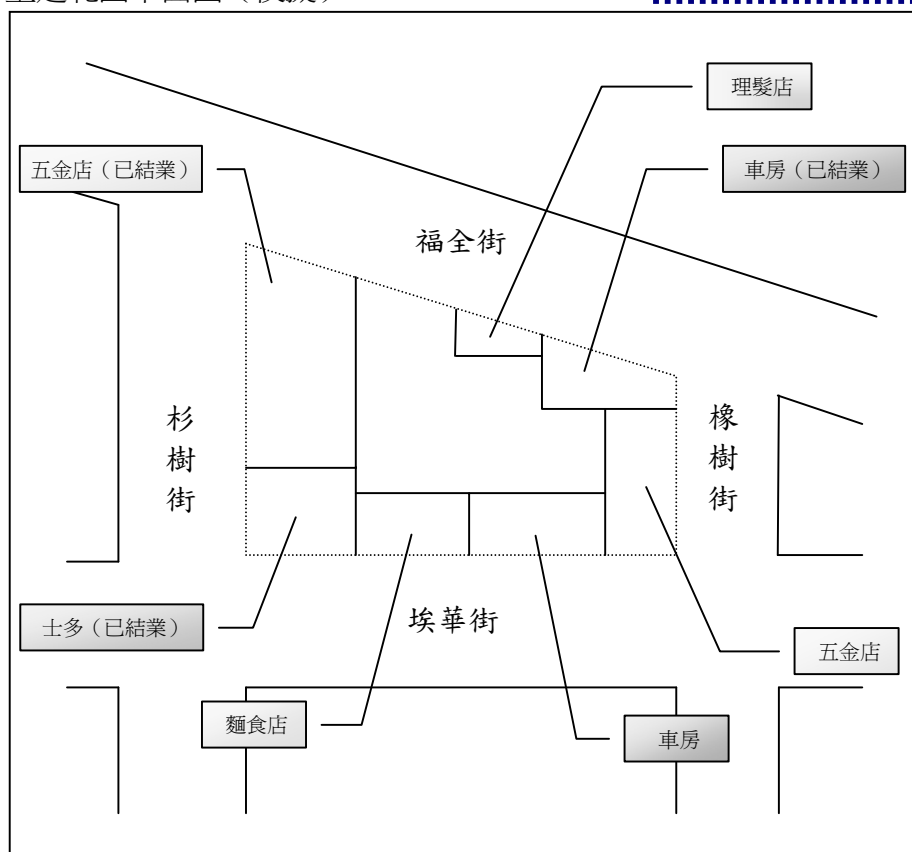 理髮店
五金店（已結業）
車房（已結業）
福全街
杉樹街
橡樹街
士多（已結業）
埃華街
五金店
麵食店
車房